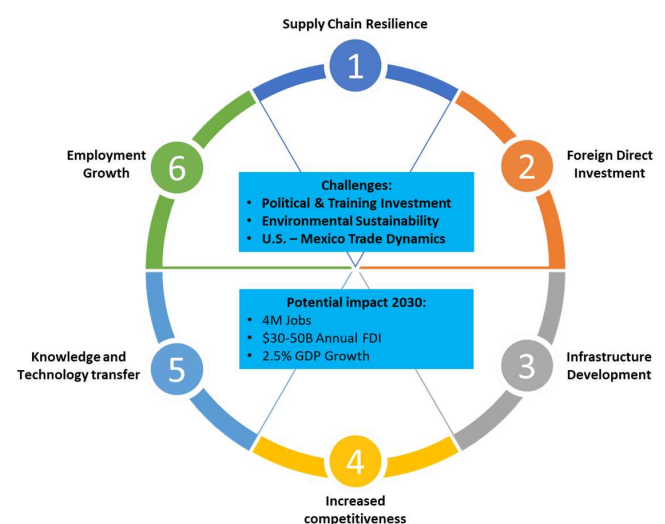 Supply Chain Resilience
1
2
Foreign Direct
Investment
3
Infrastructure
Development
4
Increased
competitiveness
5
Knowledge and
Technology transfer
6
Employment
Growth
Challenges:
• Political & Training Investment
• Environmental Sustainability
• U.S. – Mexico Trade Dynamics
Potential impact 2030:
• 4M Jobs
• $30-50B Annual FDI
• 2.5% GDP Growth